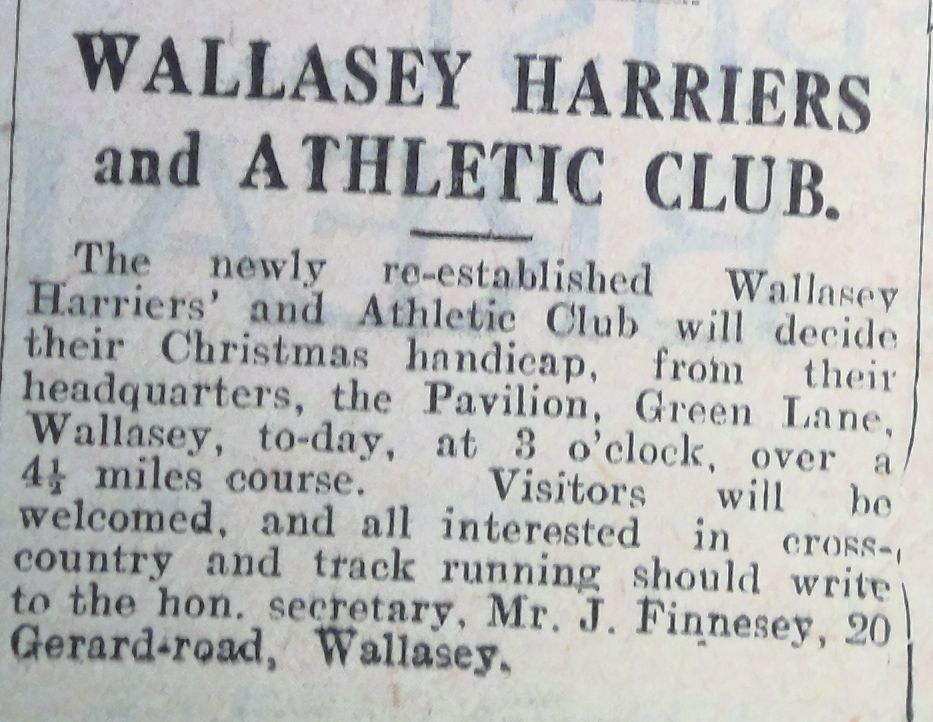 WALLASEY HARRIERS
and ATHLETIC CLUB.
The newly re-established Wallasey
Harriers' and Athletic Club will decide
their Christmas handicap, from their
headquarters, the Pavilion, Green Lane,
Wallasey, to-day, at 3 o'clock, over a
4½ miles course. Visitors will be
welcomed, and all interested in cross-
country and track running should write
to the hon. secretary, Mr. J. Finnesey, 20
Gerard-road, Wallasey.